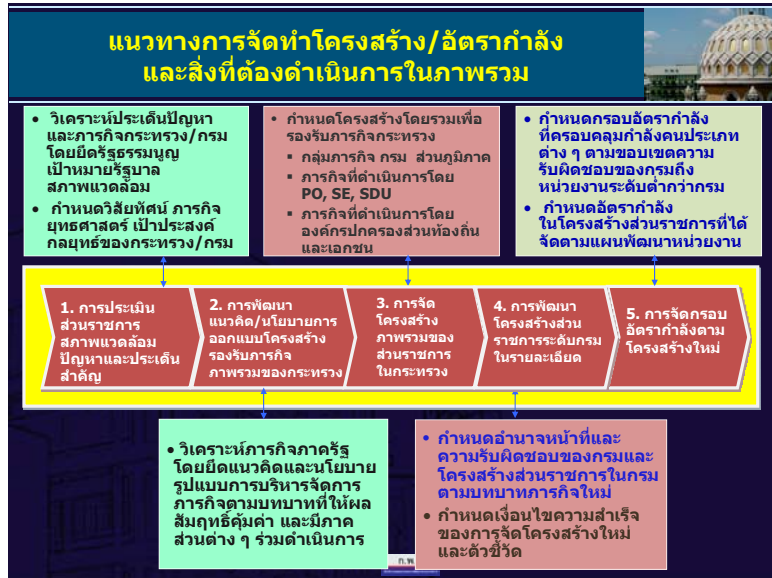 แนวทางการจัดทำโครงสร้าง/อัตรากำลัง
และสิ่งที่ต้องดำเนินการในภาพรวม
• วิเคราะห์ประเด็นปัญหา
และภารกิจกระทรวง/กรม
โดยยึดรัฐธรรมนูญ
เป้าหมายรัฐบาล
สภาพแวดล้อม
• กำหนดวิสัยทัศน์ ภารกิจ
ยุทธศาสตร์ เป้าประสงค์
กลยุทธ์ของกระทรวง/กรม
• กำหนดโครงสร้างโดยรวมเพื่อ
รองรับภารกิจกระทรวง
▪ กลุ่มภารกิจ กรม ส่วนภูมิภาค
▪ ภารกิจที่ดำเนินการโดย
PO, SE, SDU
▪ ภารกิจที่ดำเนินการโดย
องค์กรปกครองส่วนท้องถิ่น
และเอกชน
• กำหนดกรอบอัตรากำลัง
ที่ครอบคลุมกำลังคนประเภท
ต่าง ๆ ตามขอบเขตความ
รับผิดชอบของกรมถึง
หน่วยงานระดับต่ำกว่ากรม
• กำหนดอัตรากำลัง
ในโครงสร้างส่วนราชการที่ได้
จัดตามแผนพัฒนาหน่วยงาน
1. การประเมิน
ส่วนราชการ
สภาพแวดล้อม
ปัญหาและประเด็น
สำคัญ
2. การพัฒนา
แนวคิด/นโยบายการ
ออกแบบโครงสร้าง
รองรับภารกิจ
ภาพรวมของกระทรวง
3. การจัด
โครงสร้าง
ภาพรวมของ
ส่วนราชการ
ในกระทรวง
4. การพัฒนา
โครงสร้างส่วน
ราชการระดับกรม
ในรายละเอียด
5. การจัดกรอบ
อัตรากำลังตาม
โครงสร้างใหม่
• วิเคราะห์ภารกิจภาครัฐ
โดยยึดแนวคิดและนโยบาย
รูปแบบการบริหารจัดการ
ภารกิจตามบทบาทที่ให้ผล
สัมฤทธิ์คุ้มค่า และมีภาค
ส่วนต่าง ๆ ร่วมดำเนินการ
• กำหนดอำนาจหน้าที่และ
ความรับผิดชอบของกรมและ
โครงสร้างส่วนราชการในกรม
ตามบทบาทภารกิจใหม่
• กำหนดเงื่อนไขความสำเร็จ
ของการจัดโครงสร้างใหม่
และตัวชี้วัด
ก.พ